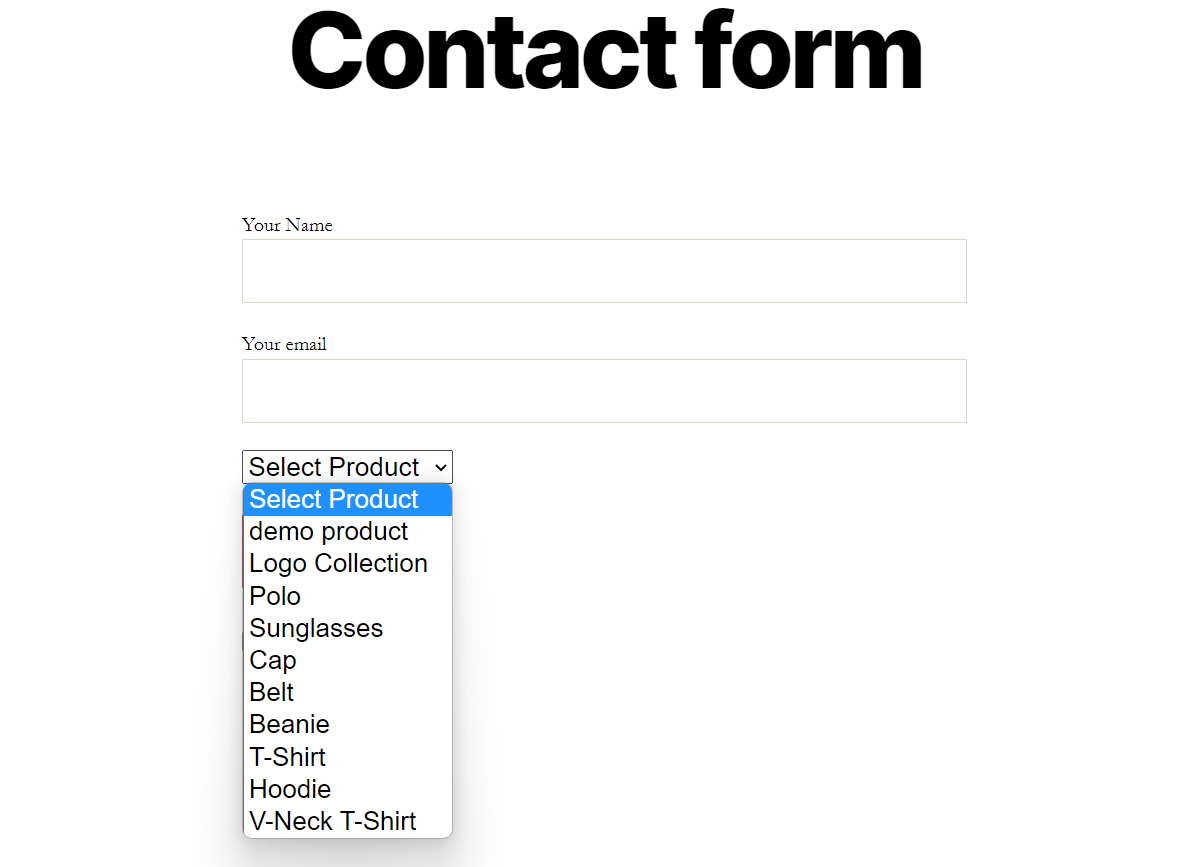 Contact form
Your Name
Your email
Select Product
Select Product
demo product
Logo Collection
Polo
Sunglasses
Cap
Belt
Beanie
T-Shirt
Hoodie
V-Neck T-Shirt